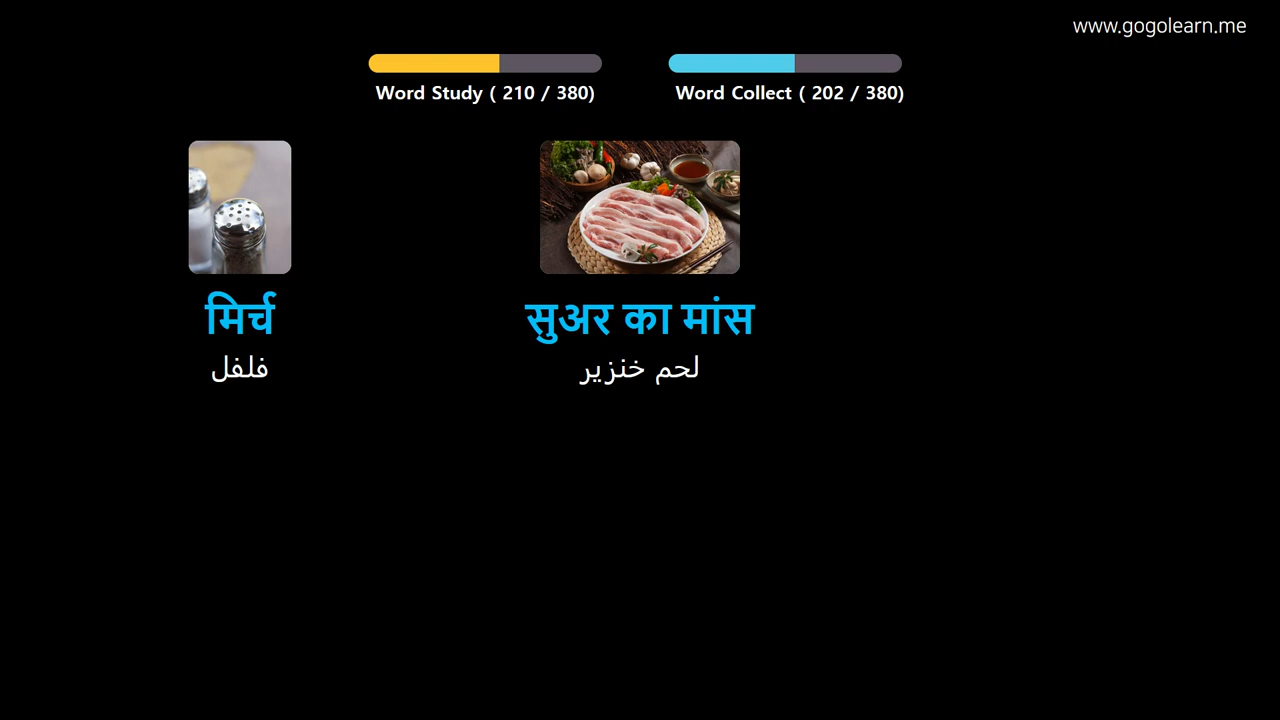 www.gogolearn.me
Word Study ( 210 / 380)
Word Collect ( 202 / 380)
मिर्च
فلفل
सुअर का मांस
لحم خنزير